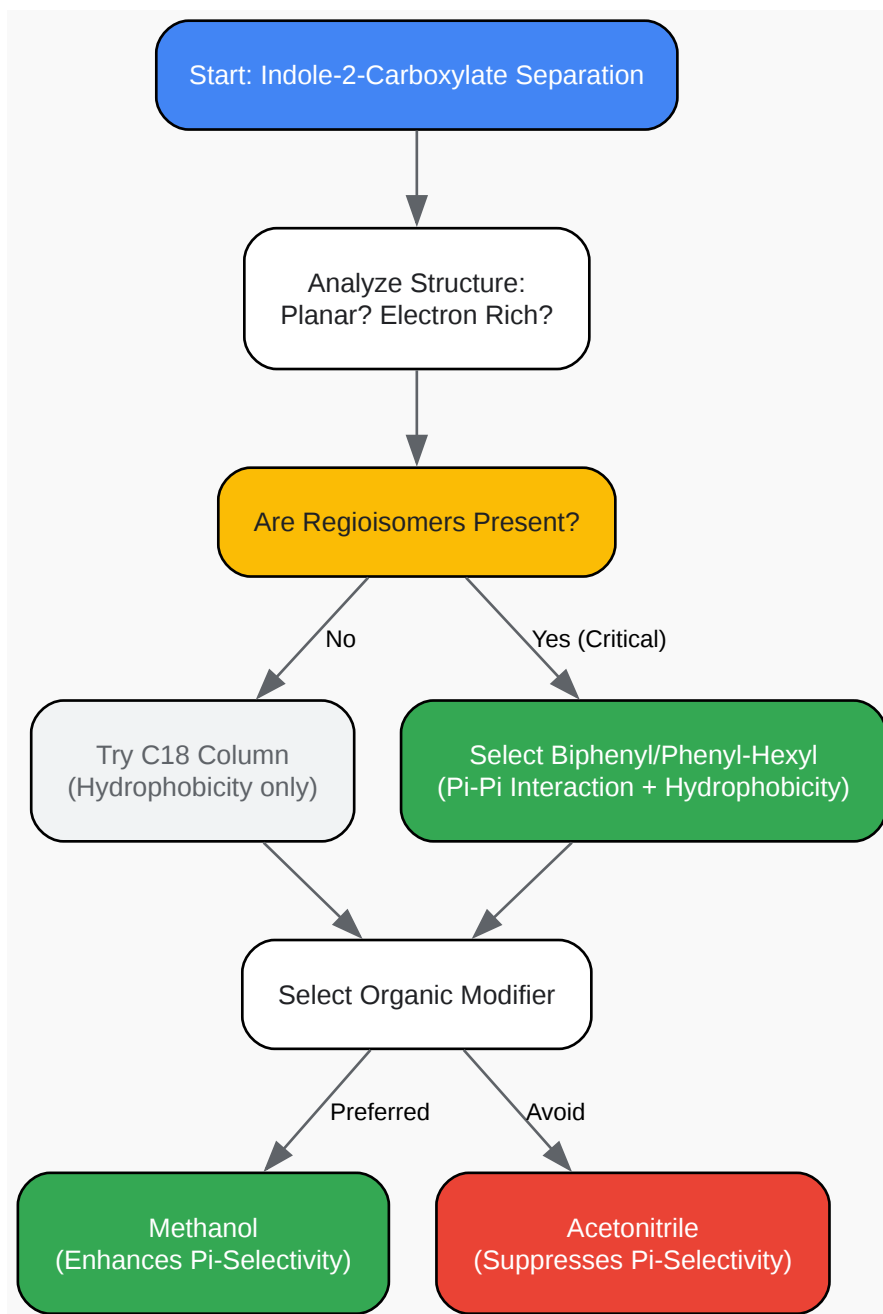 Start: Indole-2-Carboxylate Separation
Analyze Structure:
Planar? Electron Rich?
Are Regioisomers Present?
No
Yes (Critical)
Try C18 Column
(Hydrophobicity only)
Select Biphenyl/Phenyl-Hexyl
(Pi-Pi Interaction + Hydrophobicity)
Select Organic Modifier
Preferred
Avoid
Methanol
(Enhances Pi-Selectivity)
Acetonitrile
(Suppresses Pi-Selectivity)